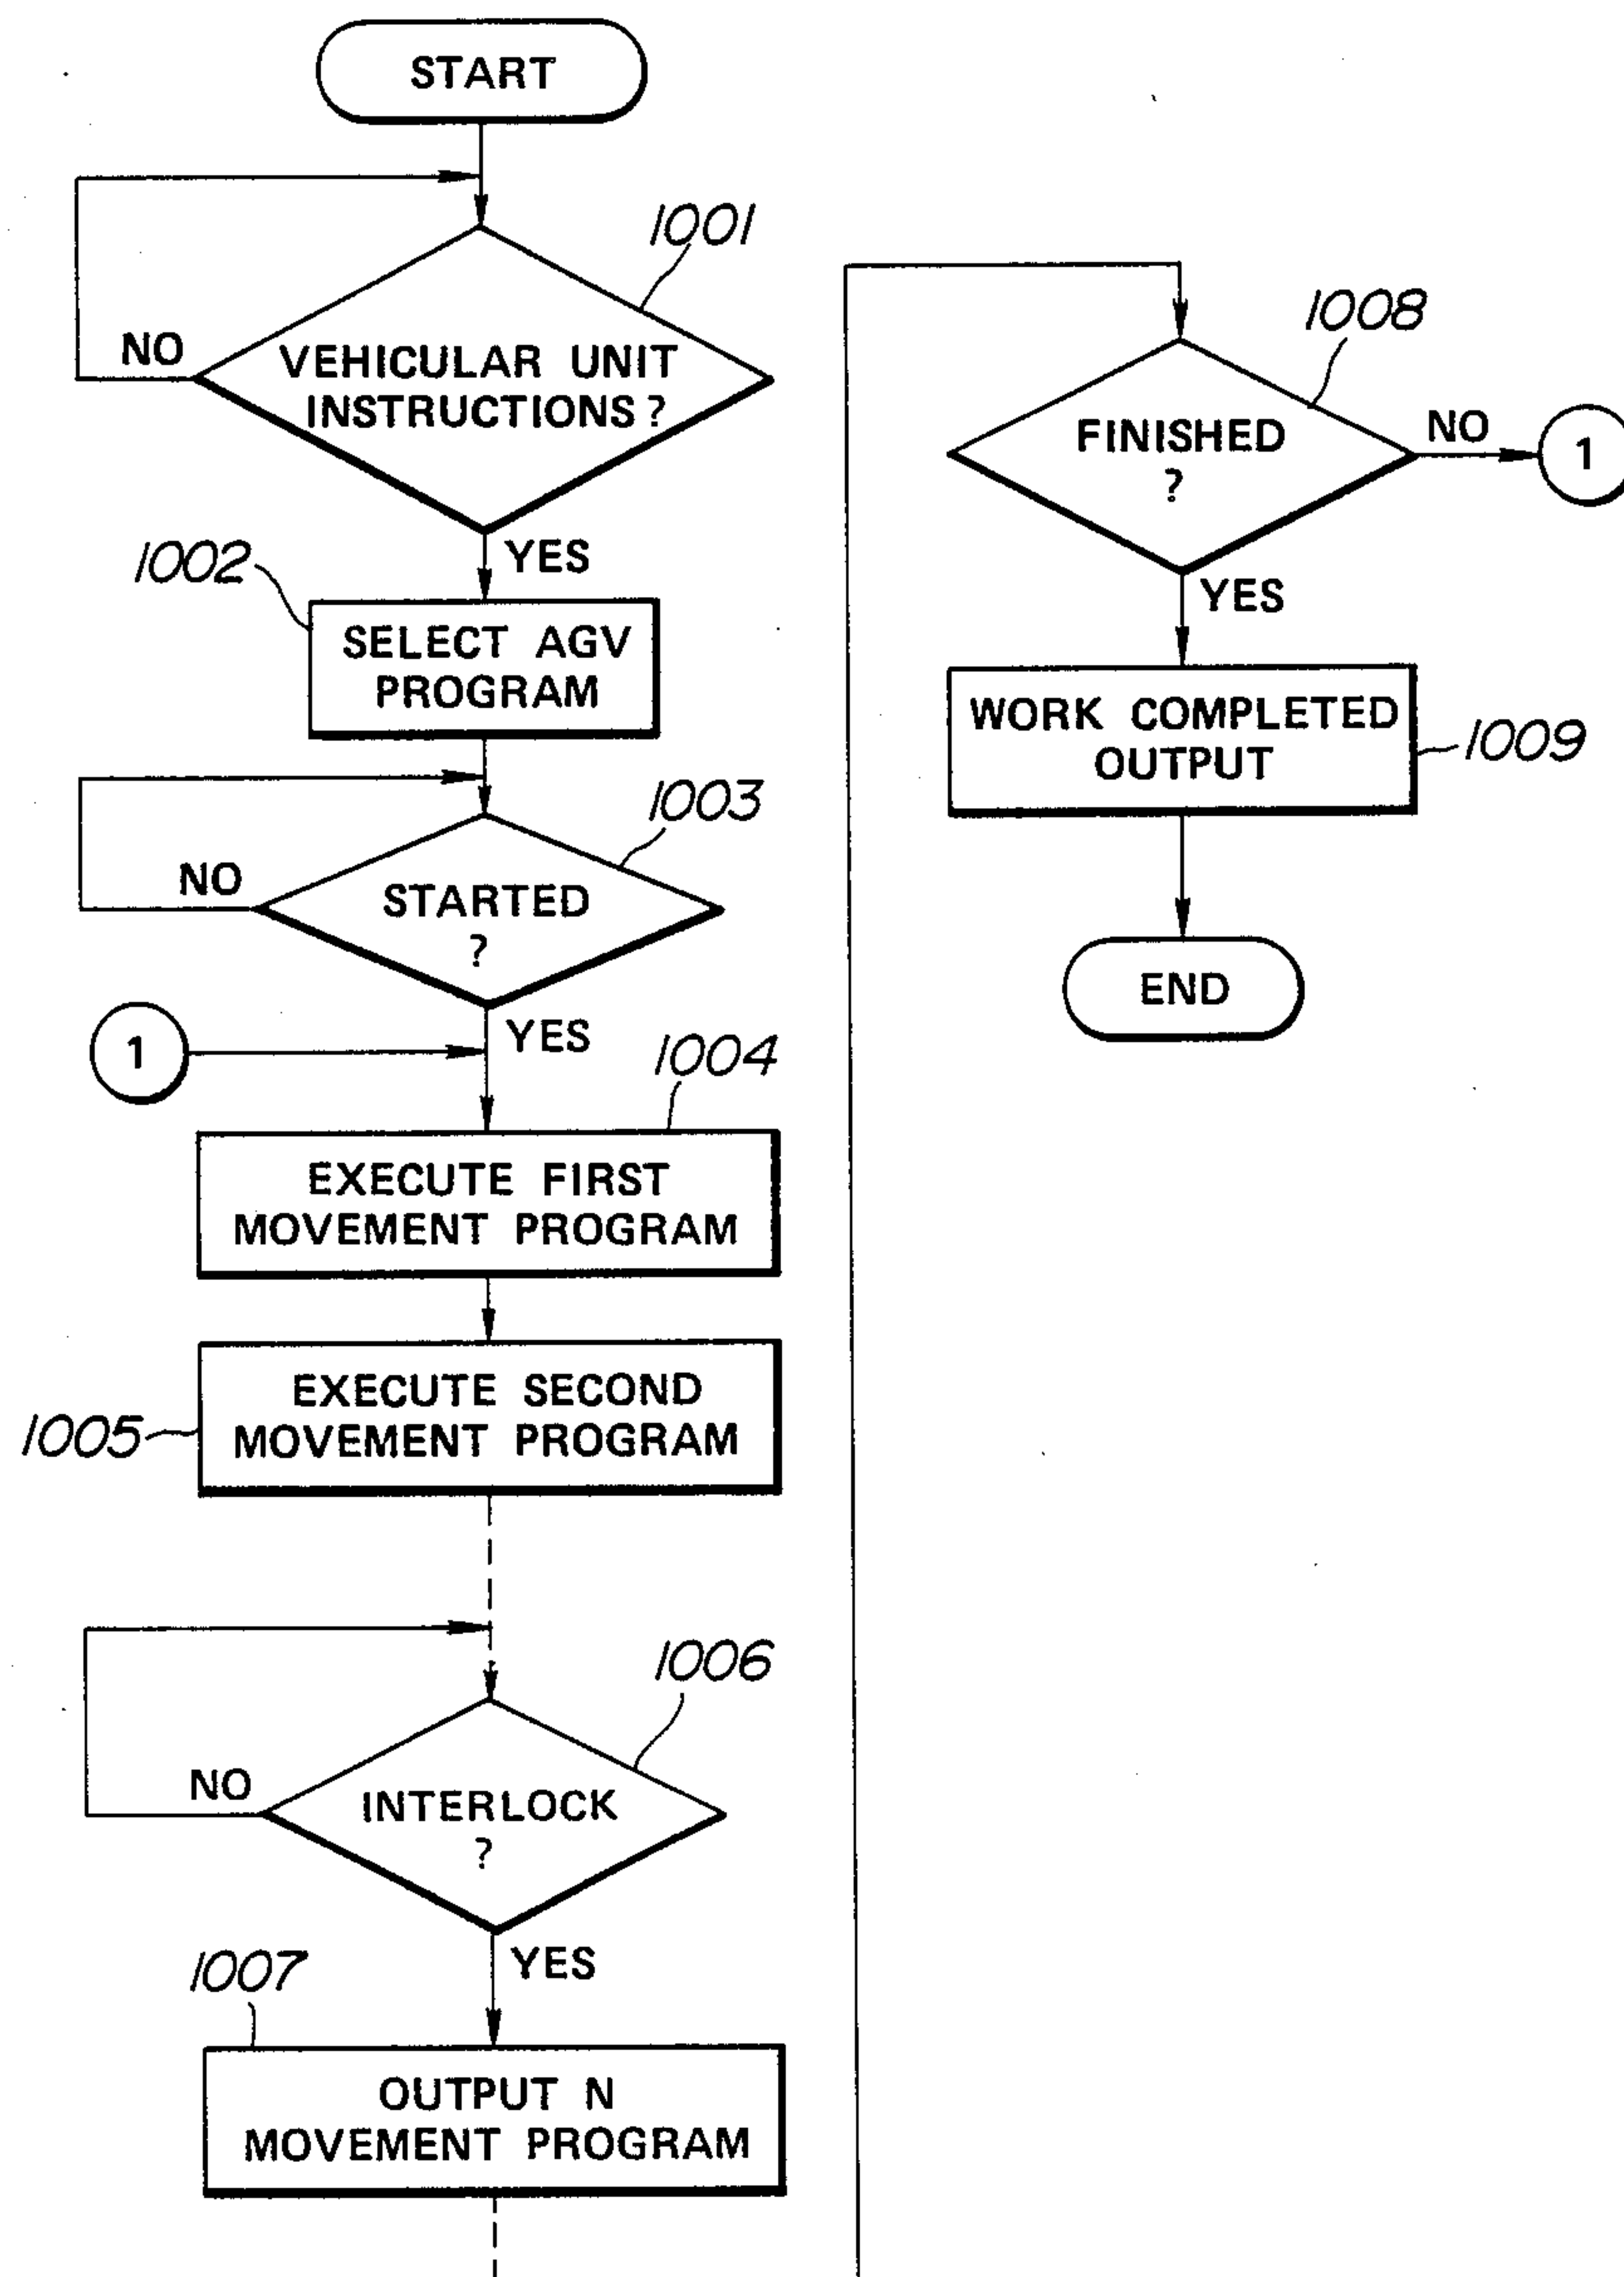 START
1001
NO
VEHICULAR UNIT
INSTRUCTIONS ?
YES
1002
SELECT AGV
PROGRAM
1003
NO
STARTED
?
YES
1
1004
EXECUTE FIRST
MOVEMENT PROGRAM
EXECUTE SECOND
MOVEMENT PROGRAM
1005
1006
NO
INTERLOCK
?
YES
1007
OUTPUT N
MOVEMENT PROGRAM
1008
FINISHED
?
NO
1
YES
WORK COMPLETED
OUTPUT
1009
END